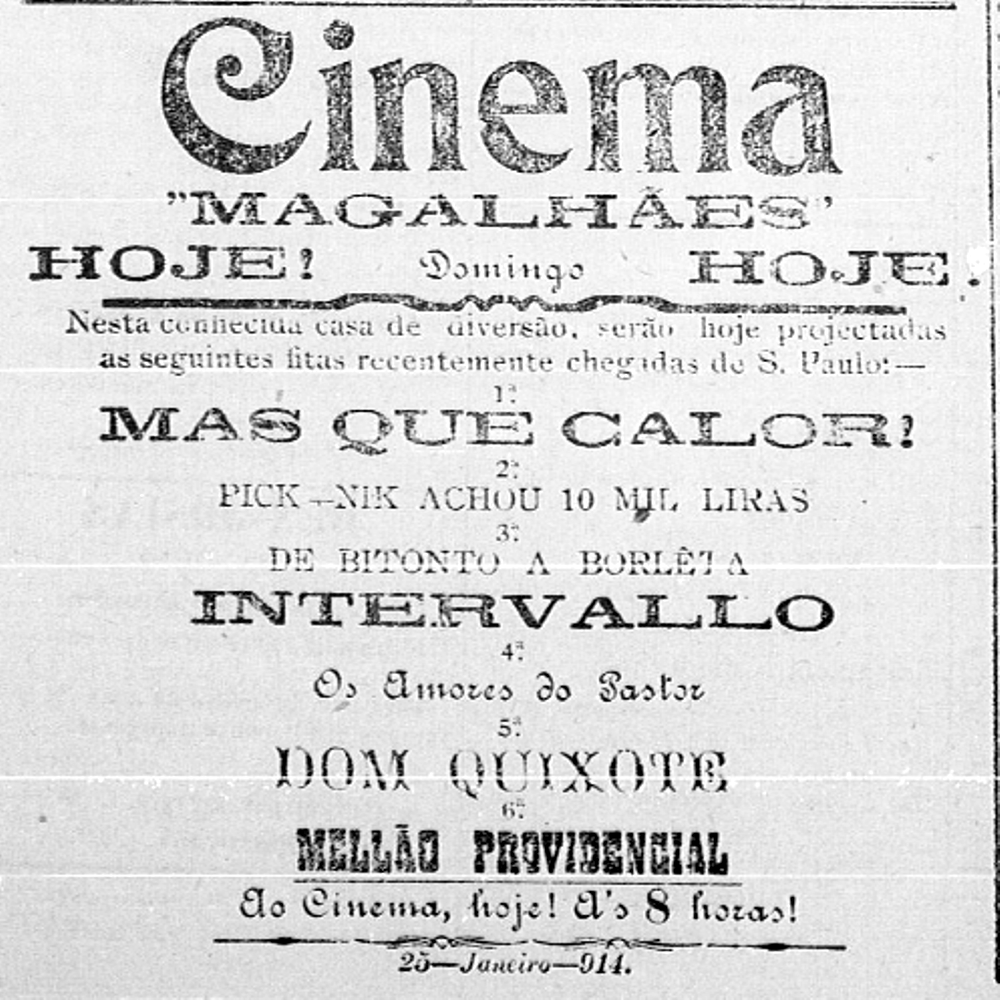 Cinema
"MAGALHÃES"
HOJE! Domingo HOJE!
Nesta conhecida casa de diversão, serão hoje projectadas
as seguintes fitas recentemente chegadas de S. Paulo:—
1ª
MAS QUE CALOR!
2ª
PICK—NIK ACHOU 10 MIL LIRAS
3ª
DE BITONTO A BORLÊTA
INTERVALLO
4ª
Os Amores do Pastor
5ª
DOM QUIXOTE
6ª
MELLÃO PROVIDENCIAL
Ao Cinema, hoje! A's 8 horas!
25—Janeiro—914.